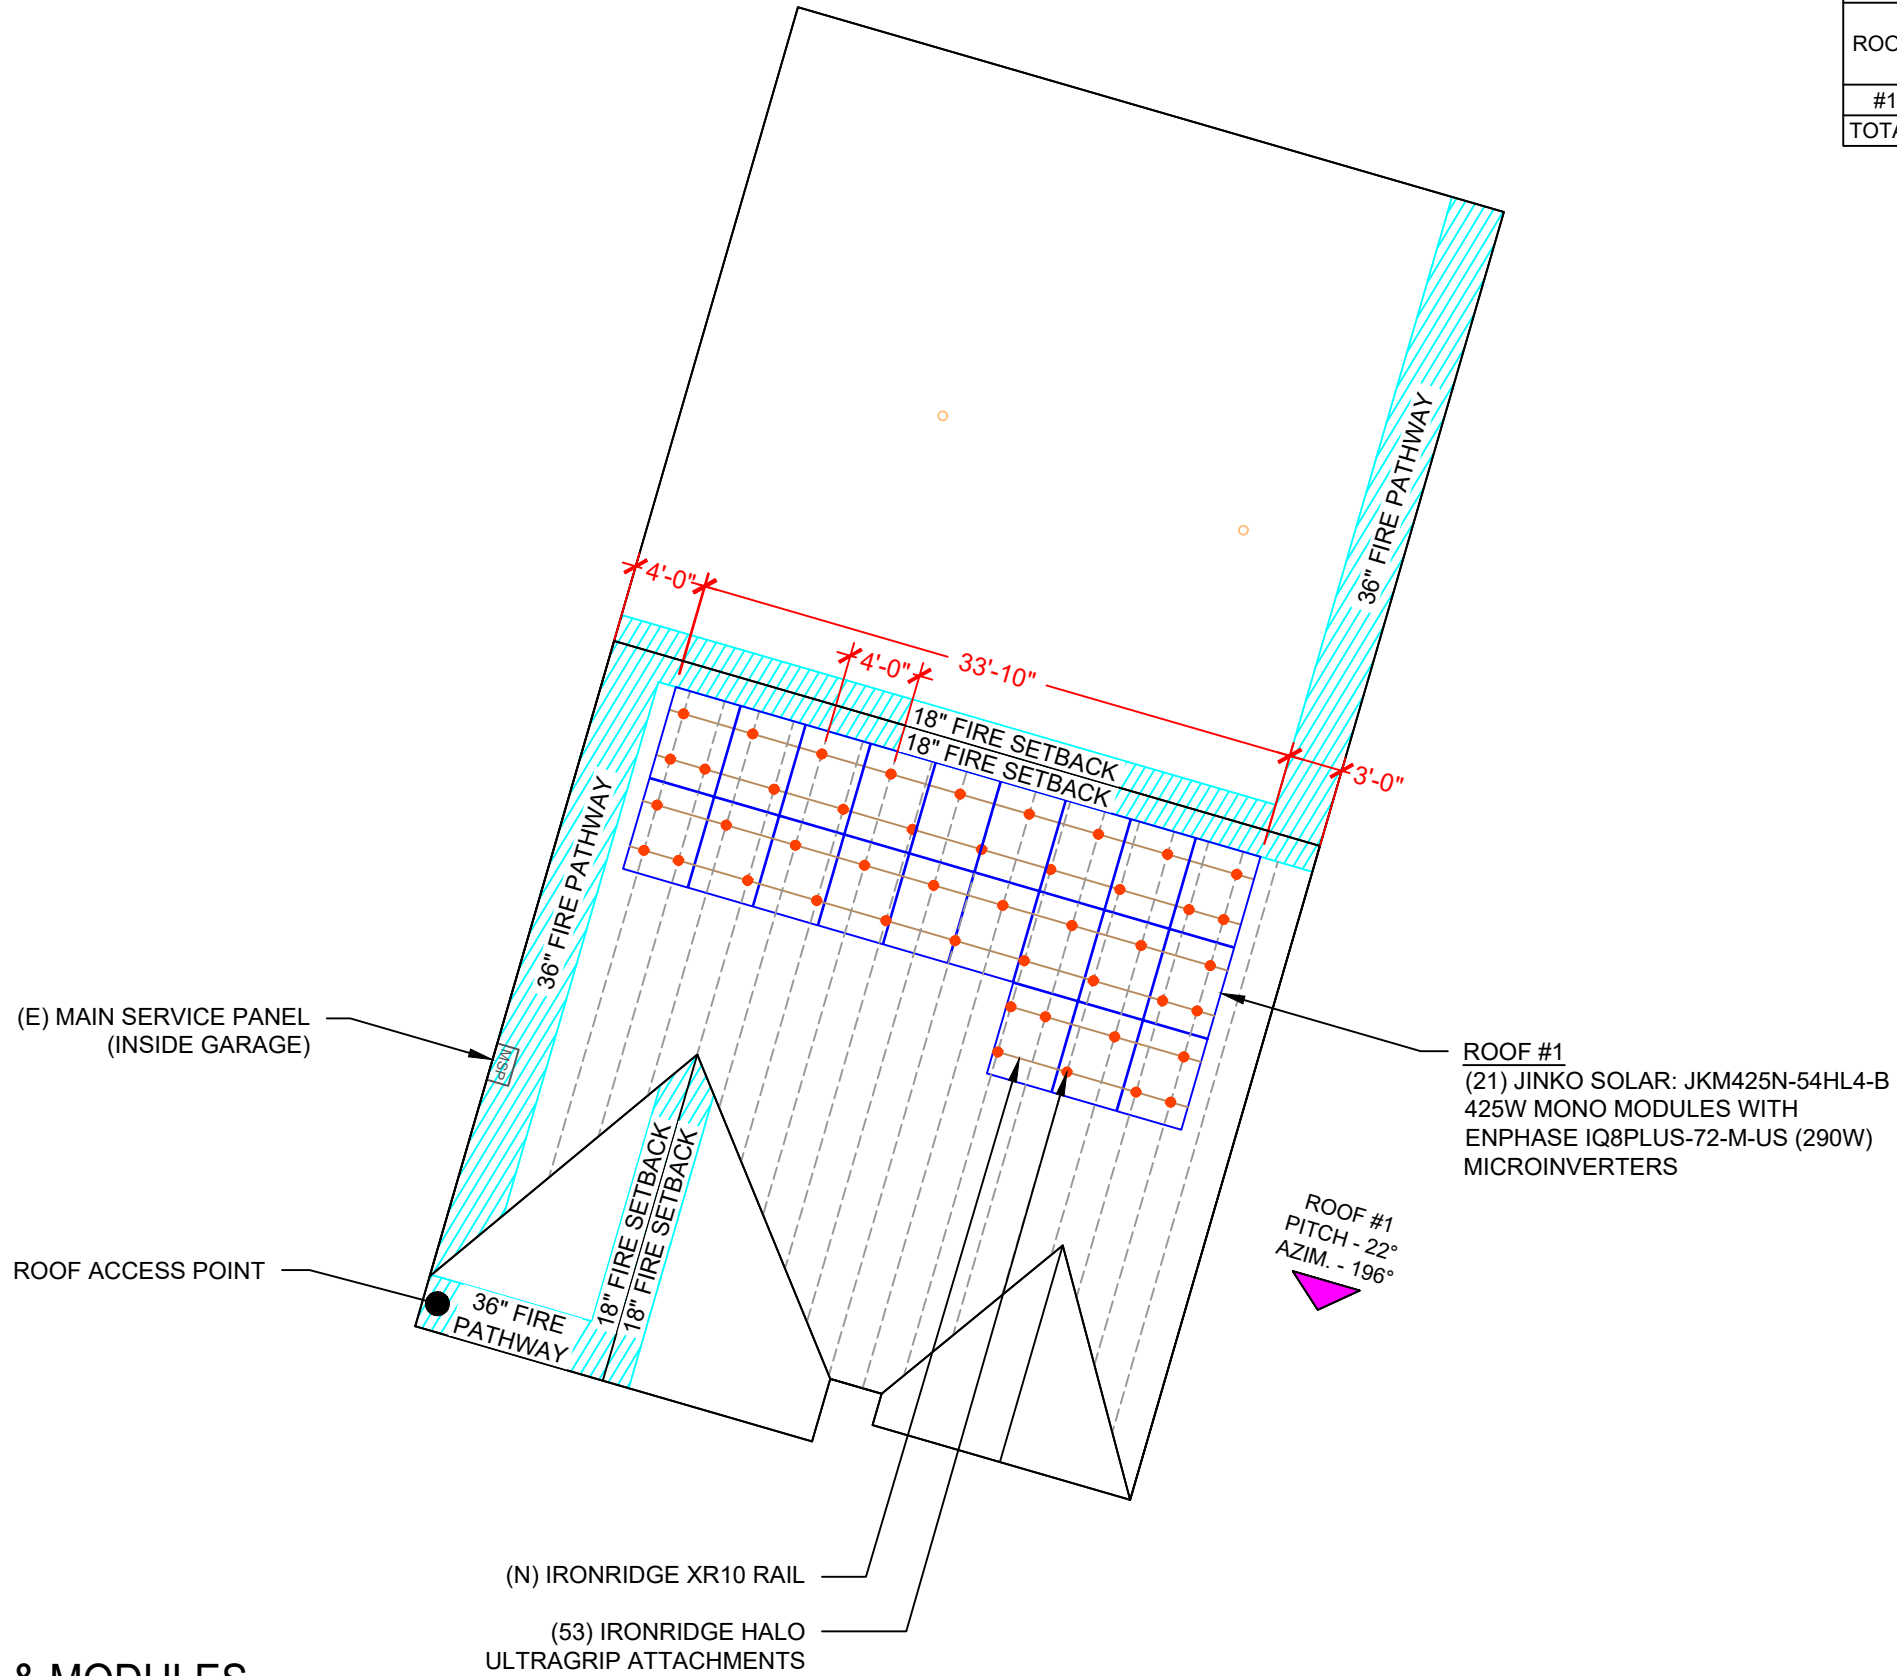 ROO
#1
TOTA
36" FIRE PATHWAY
4'-0"
33'-10"
4'-0"
18" FIRE SETBACK
18" FIRE SETBACK
3'-0"
36" FIRE PATHWAY
(E) MAIN SERVICE PANEL
(INSIDE GARAGE)
MSP
ROOF #1
(21) JINKO SOLAR: JKM425N-54HL4-B
425W MONO MODULES WITH
ENPHASE IQ8PLUS-72-M-US (290W)
MICROINVERTERS
18" FIRE SETBACK
18" FIRE SETBACK
ROOF #1
PITCH - 22°
AZIM. - 196°
ROOF ACCESS POINT
36" FIRE
PATHWAY
(N) IRONRIDGE XR10 RAIL
(53) IRONRIDGE HALO
ULTRAGRIP ATTACHMENTS
& MODULES